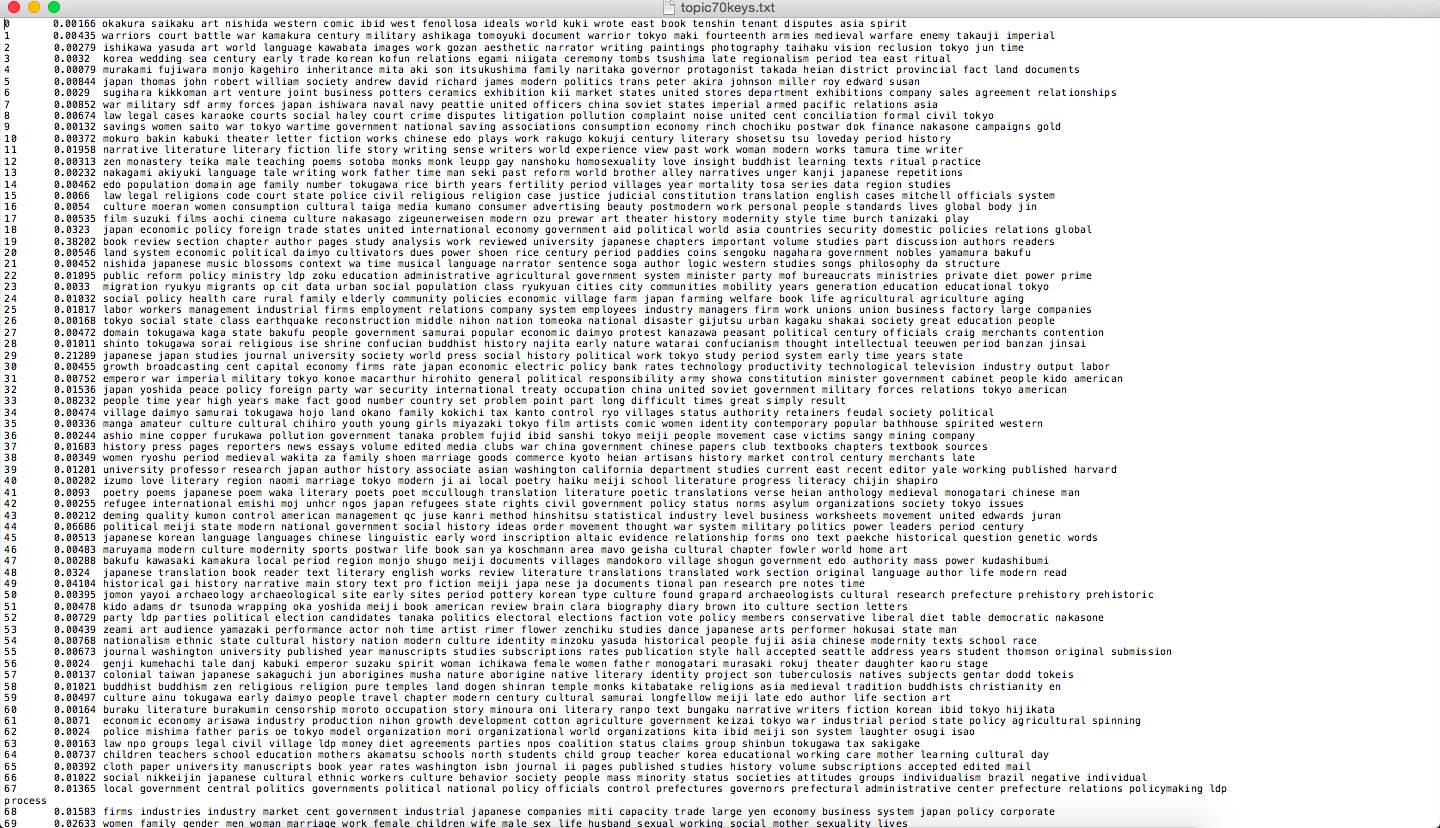 topic70keys.txt
0 0.00166 okakura saikaku art nishida western comic ibid west fenollosa ideals world kuki wrote east book tenshin tenant disputes asia spirit
1 0.00435 warriors court battle war kamakura century military ashikaga tomoyuki document warrior tokyo maki fourteenth armies medieval warfare enemy takauji imperial
2 0.00279 ishikawa yasuda art world language kawabata images work gozan aesthetic narrator writing paintings photography taihaku vision reclusion tokyo jun time
3 0.0032 korea wedding sea century early trade korean kofun relations egami niigata ceremony tombs tsushima late regionalism period tea east ritual
4 0.00079 murakami fujiwara monjo kagehiro inheritance mita aki son itsukushima family naritaka governor protagonist takada heian district provincial fact land documents
5 0.00844 japan thomas john robert william society andrew david richard james modern politics trans peter akira johnson miller roy edward susan
6 0.0029 sugihara kikkoman art venture joint business potters ceramics exhibition kii market states united stores department exhibitions company sales agreement relationships
7 0.00852 war military sdf army forces japan ishiwara naval navy peattie united officers china soviet states imperial armed pacific relations asia
8 0.00674 law legal cases karaoke courts social haley court crime disputes litigation pollution complaint noise united cent conciliation formal civil tokyo
9 0.00132 savings women saito war tokyo wartime government national saving associations consumption economy rinch chochiku postwar dok finance nakasone campaigns gold
10 0.00372 mokuro bakin kabuki theater letter fiction works chinese edo plays work rakugo kokuji century literary shosetsu tsu loveday period history
11 0.01958 narrative literature literary fiction life story writing sense writers world experience view past work woman modern works tamura time writer
12 0.00313 zen monastery teika male teaching poems sotoba monks monk leupp gay nanshoku homosexuality love insight buddhist learning texts ritual practice
13 0.00232 nakagami akiyuki language tale writing work father time man seki past reform world brother alley narratives unger kanji japanese repetitions
14 0.00462 edo population domain age family number tokugawa rice birth years fertility period villages year mortality tosa series data region studies
15 0.0066 law legal religions code court state police civil religious religion case justice judicial constitution translation english cases mitchell officials system
16 0.0054 culture moeran women consumption cultural taiga media kumano consumer advertising beauty postmodern work personal people standards lives global body jin
17 0.00535 film suzuki films aochi cinema culture nakasago zigeunerweisen modern ozu prewar art theater history modernity style time burch tanizaki play
18 0.0323 japan economic policy foreign trade states united international economy government aid political world asia countries security domestic policies relations global
19 0.38202 book review section chapter author pages study analysis work reviewed university japanese chapters important volume studies part discussion authors readers
20 0.00546 land system economic political daimyo cultivators dues power shoen rice century period paddies coins sengoku nagahara government nobles yamamura bakufu
21 0.00452 nishida japanese music blossoms context wa time musical language narrator sentence soga author logic western studies songs philosophy da structure
22 0.01095 public reform policy ministry ldp zoku education administrative agricultural government system minister party mof bureaucrats ministries private diet power prime
23 0.0033 migration ryukyu migrants op cit data urban social population class ryukyuan cities city communities mobility years generation education educational tokyo
24 0.01032 social policy health care rural family elderly community policies economic village farm japan farming welfare book life agricultural agriculture aging
25 0.01817 labor workers management industrial firms employment relations company system employees industry managers firm work unions union business factory large companies
26 0.00168 tokyo social state class earthquake reconstruction middle nihon nation tomeoka national disaster gijutsu urban kagaku shakai society great education people
27 0.00472 domain tokugawa kaga state bakufu people government samurai popular economic daimyo protest kanazawa peasant political century officials craig merchants contention
28 0.01011 shinto tokugawa sorai religious ise shrine confucian buddhist history najita early nature watarai confucianism thought intellectual teeuwen period banzan jinsai
29 0.21289 japanese japan studies journal university society world press social history political work tokyo study period system early time years state
30 0.00455 growth broadcasting cent capital economy firms rate japan economic electric policy bank rates technology productivity technological television industry output labor
31 0.00752 emperor war imperial military tokyo konoe macarthur hirohito general political responsibility army showa constitution minister government cabinet people kido american
32 0.01536 japan yoshida peace policy foreign party war security international treaty occupation china united soviet government military forces relations tokyo american
33 0.08232 people time year high years make fact good number country set problem point part long difficult times great simply result
34 0.00474 village daimyo samurai tokugawa hojo land okano family kokichi tax kanto control ryo villages status authority retainers feudal society political
35 0.00336 manga amateur culture cultural chihiro youth young girls miyazaki tokyo film artists comic women identity contemporary popular bathhouse spirited western
36 0.00244 ashio mine copper furukawa pollution government tanaka problem fujid ibid sanshi tokyo meiji people movement case victims sangy mining company
37 0.01683 history press pages reporters news essays volume edited media clubs war china government chinese papers club textbooks chapters textbook sources
38 0.00349 women ryoshu period medieval wakita za family shoen marriage goods commerce kyoto heian artisans history market control century merchants late
39 0.01201 university professor research japan author history associate asian washington california department studies current east recent editor yale working published harvard
40 0.00202 izumo love literary region naomi marriage tokyo modern ji ai local poetry haiku meiji school literature progress literacy chijin shapiro
41 0.0093 poetry poems japanese poem waka literary poets poet mccullough translation literature poetic translations verse heian anthology medieval monogatari chinese man
42 0.00255 refugee international emishi moj unhcr ngos japan refugees state rights civil government policy status norms asylum organizations society tokyo issues
43 0.00212 deming quality kumon control american management qc juse kanri method hinshitsu statistical industry level business worksheets movement united edwards juran
44 0.06686 political meiji state modern national government social history ideas order movement thought war system military politics power leaders period century
45 0.00513 japanese korean language languages chinese linguistic early word inscription altaic evidence relationship forms ono text paekche historical question genetic words
46 0.00483 maruyama modern culture modernity sports postwar life book san ya koschmann area mavo geisha cultural chapter fowler world home art
47 0.00288 bakufu kawasaki kamakura local period region monjo shugo meiji documents villages mandokoro village shogun government edo authority mass power kudashibumi
48 0.0324 japanese translation book reader text literary english works review literature translations translated work section original language author life modern read
49 0.04104 historical gai history narrative main story text pro fiction meiji japa nese ja documents tional pan research pre notes time
50 0.00395 jomon yayoi archaeology archaeological site early sites period pottery korean type culture found grapard archaeologists cultural research prefecture prehistory prehistoric
51 0.00478 kido adams dr tsunoda wrapping oka yoshida meiji book american review brain clara biography diary brown ito culture section letters
52 0.00729 party ldp parties political election candidates tanaka politics electoral elections faction vote policy members conservative liberal diet table democratic nakasone
53 0.00439 zeami art audience yamazaki performance actor noh time artist rimer flower zenchiku studies dance japanese arts performer hokusai state man
54 0.00768 nationalism ethnic state cultural history nation modern culture identity minzoku yasuda historical people fujii asia chinese modernity texts school race
55 0.00673 journal washington university published year manuscripts studies subscriptions rates publication style hall accepted seattle address years student thomson original submission
56 0.0024 genji kumehachi tale danj kabuki emperor suzaku spirit woman ichikawa female women father monogatari murasaki rokuj theater daughter kaoru stage
57 0.00137 colonial taiwan japanese sakaguchi jun aborigines musha nature aborigine native literary identity project son tuberculosis natives subjects gentar dodd tokeis
58 0.01021 buddhist buddhism zen religious religion pure temples land dogen shinran temple monks kitabatake religions asia medieval tradition buddhists christianity en
59 0.00497 culture ainu tokugawa early daimyo people travel chapter modern century cultural samurai longfellow meiji late edo author life section art
60 0.00164 buraku literature burakumin censorship moroto occupation story minoura oni literary ranpo text bungaku narrative writers fiction korean ibid tokyo hijikata
61 0.0071 economic economy arisawa industry production nihon growth development cotton agriculture government keizai tokyo war industrial period state policy agricultural spinning
62 0.0024 police mishima father paris oe tokyo model organization mori organizational world organizations kita ibid meiji son system laughter osugi isao
63 0.00163 law npo groups legal civil village ldp money diet agreements parties npos coalition status claims group shinbun tokugawa tax sakigake
64 0.00737 children teachers school education mothers akamatsu schools north students child group teacher korea educational working care mother learning cultural day
65 0.00392 cloth paper university manuscripts book year rates washington isbn journal ii pages published studies history volume subscriptions accepted edited mail
66 0.01022 social nikkeijin japanese cultural ethnic workers culture behavior society people mass minority status societies attitudes groups individualism brazil negative individual
67 0.01365 local government central politics governments political national policy officials control prefectures governors prefectural administrative center prefecture relations policymaking ldp
process
68 0.01583 firms industries industry market cent government industrial japanese companies miti capacity trade large yen economy business system japan policy corporate
69 0.02633 women family gender men woman marriage work female children wife male sex life husband sexual working social mother sexuality lives